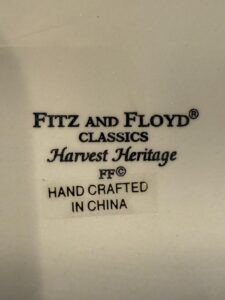 FITZ AND FLOYD®
CLASSICS
Harvest Heritage
FF©
HAND CRAFTED
IN CHINA